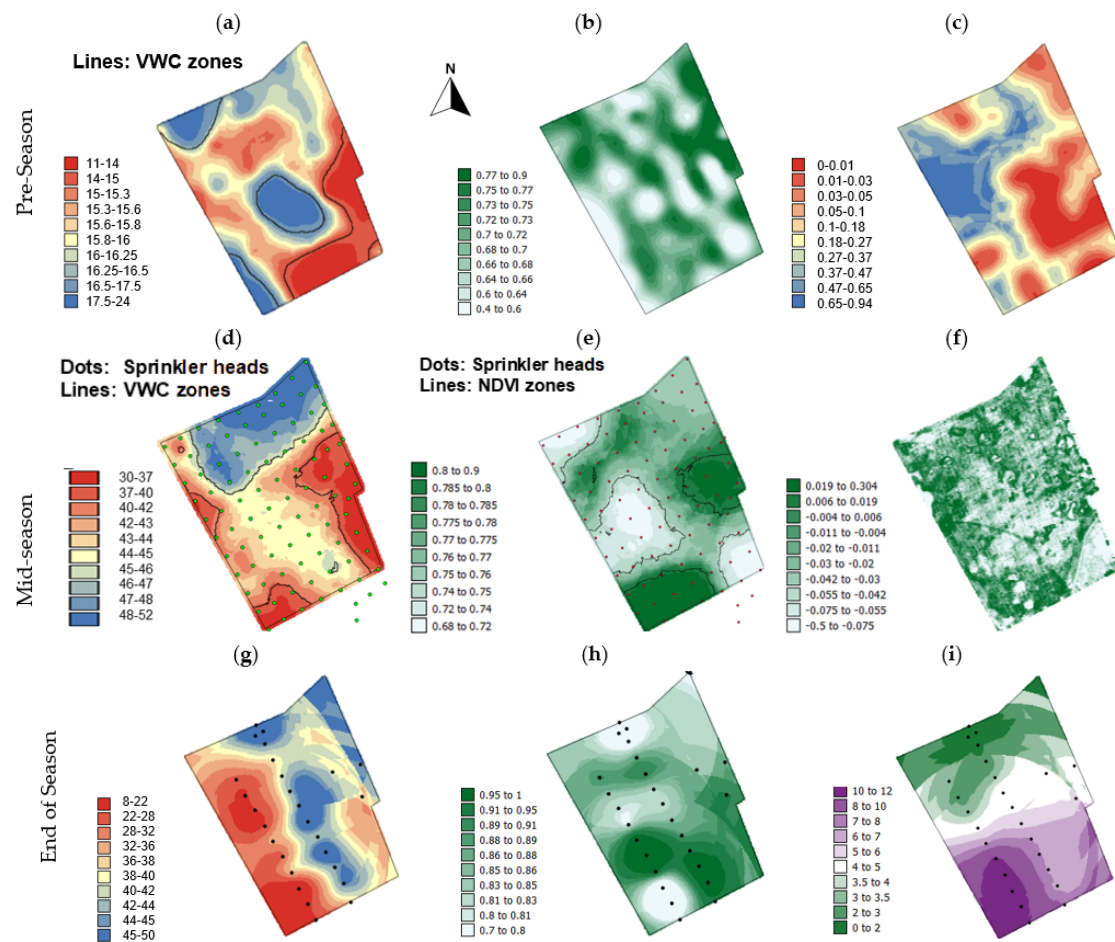 (a)
(b)
(c)
Pre-Season
Lines: VWC zones
N
11-14
14-15
15-15.3
15.3-15.6
15.6-15.8
15.8-16
16-16.25
16.25-16.5
16.5-17.5
17.5-24
0.77 to 0.9
0.75 to 0.77
0.73 to 0.75
0.72 to 0.73
0.7 to 0.72
0.68 to 0.7
0.66 to 0.68
0.64 to 0.66
0.6 to 0.64
0.4 to 0.6
0-0.01
0.01-0.03
0.03-0.05
0.05-0.1
0.1-0.18
0.18-0.27
0.27-0.37
0.37-0.47
0.47-0.65
0.65-0.94
(d)
(e)
(f)
Mid-season
Dots: Sprinkler heads
Lines: VWC zones
30-37
37-40
40-42
42-43
43-44
44-45
45-46
46-47
47-48
48-52
Dots: Sprinkler heads
Lines: NDVI zones
0.8 to 0.9
0.785 to 0.8
0.78 to 0.785
0.775 to 0.78
0.77 to 0.775
0.76 to 0.77
0.75 to 0.76
0.74 to 0.75
0.72 to 0.74
0.68 to 0.72
0.019 to 0.304
0.006 to 0.019
-0.004 to 0.006
-0.011 to -0.004
-0.02 to -0.011
-0.03 to -0.02
-0.042 to -0.03
-0.055 to -0.042
-0.075 to -0.055
-0.5 to -0.075
(g)
(h)
(i)
End of Season
8-22
22-28
28-32
32-36
36-38
38-40
40-42
42-44
44-45
45-50
0.95 to 1
0.91 to 0.95
0.89 to 0.91
0.88 to 0.89
0.86 to 0.88
0.85 to 0.86
0.83 to 0.85
0.81 to 0.83
0.8 to 0.81
0.7 to 0.8
10 to 12
8 to 10
7 to 8
6 to 7
5 to 6
4 to 5
3.5 to 4
3 to 3.5
2 to 3
0 to 2